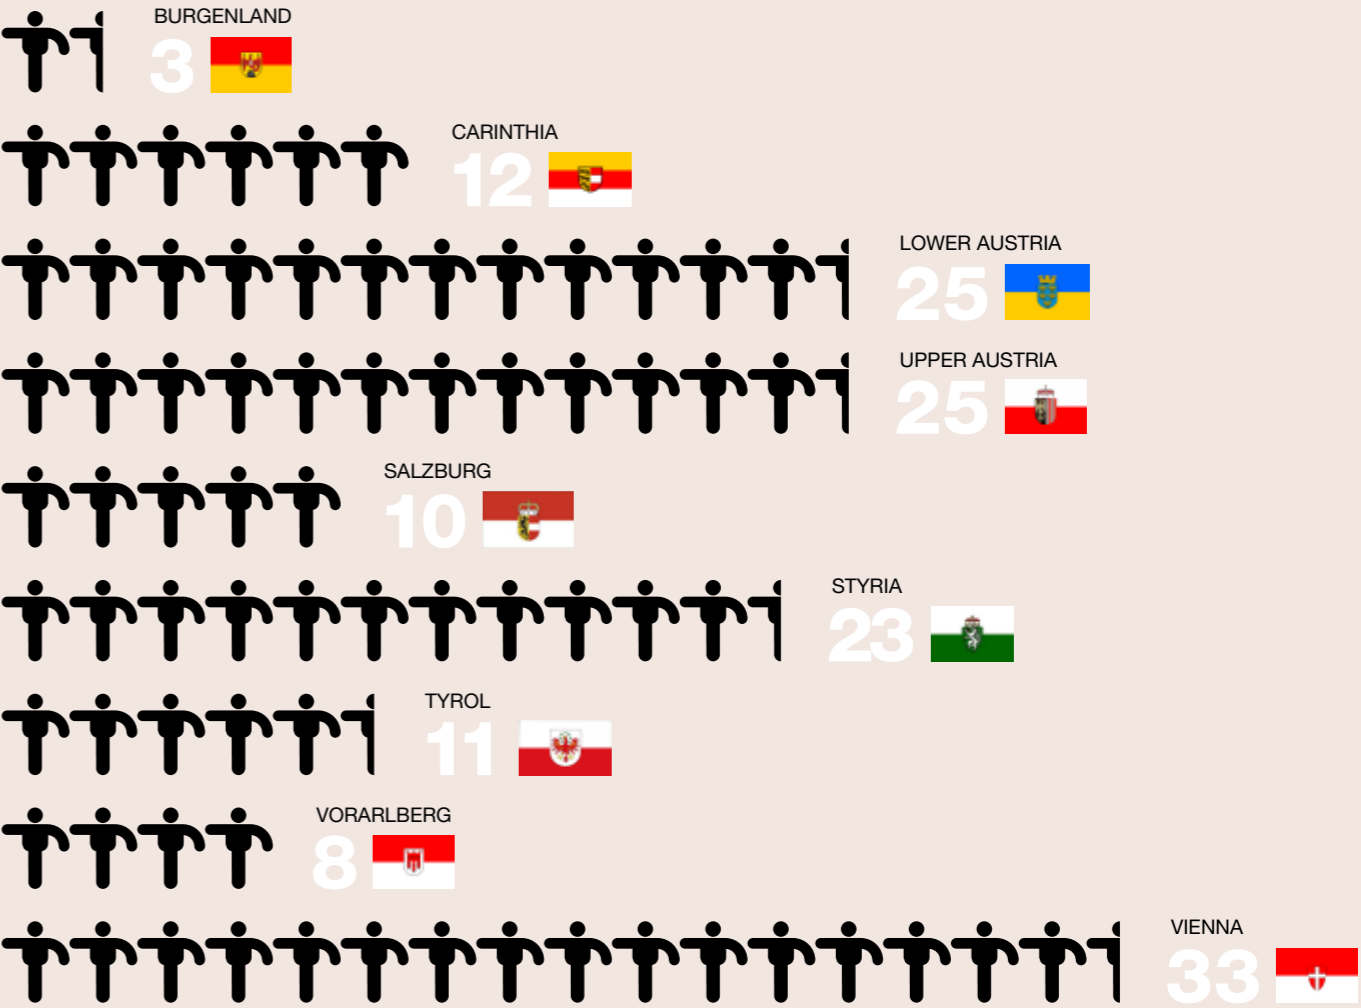 BURGENLAND
3
CARINTHIA
12
LOWER AUSTRIA
25
UPPER AUSTRIA
25
SALZBURG
10
STYRIA
23
TYROL
11
VORARLBERG
8
VIENNA
33